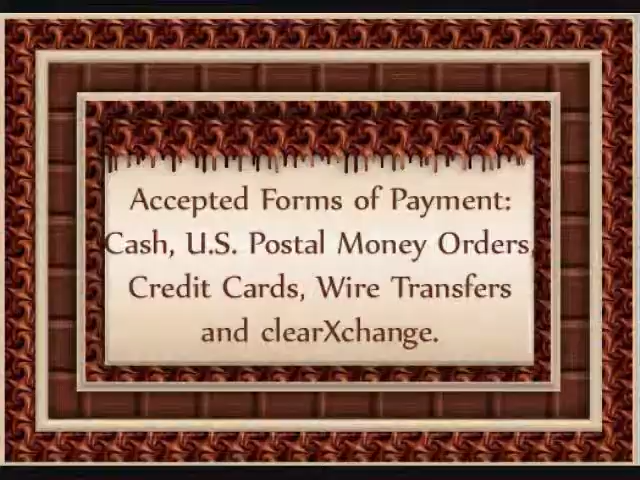 Accepted Forms of Payment:
Cash, U.S. Postal Money Orders,
Credit Cards, Wire Transfers
and clearXchange.